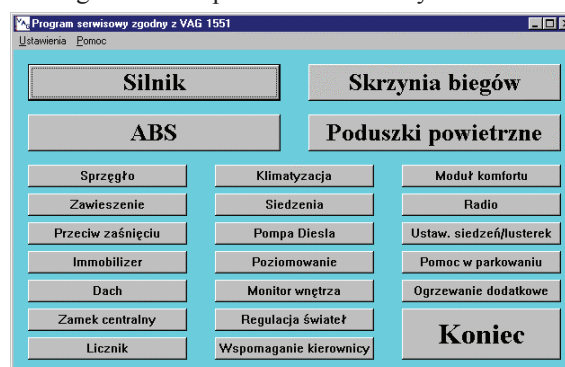 Program serwisowy zgodny z VAG 1551
Ustawienia Pomoc
Silnik Skrzynia biegów
ABS Poduszki powietrzne
Sprzęgło Klimatyzacja Moduł komfortu
Zawieszenie Siedzenia Radio
Przeciw zaśnięciu Pompa Diesla Ustaw. siedzeń/lusterek
Immobilizer Poziomowanie Pomoc w parkowaniu
Dach Monitor wnętrza Ogrzewanie dodatkowe
Zamek centralny Regulacja świateł Koniec
Licznik Wspomaganie kierownicy